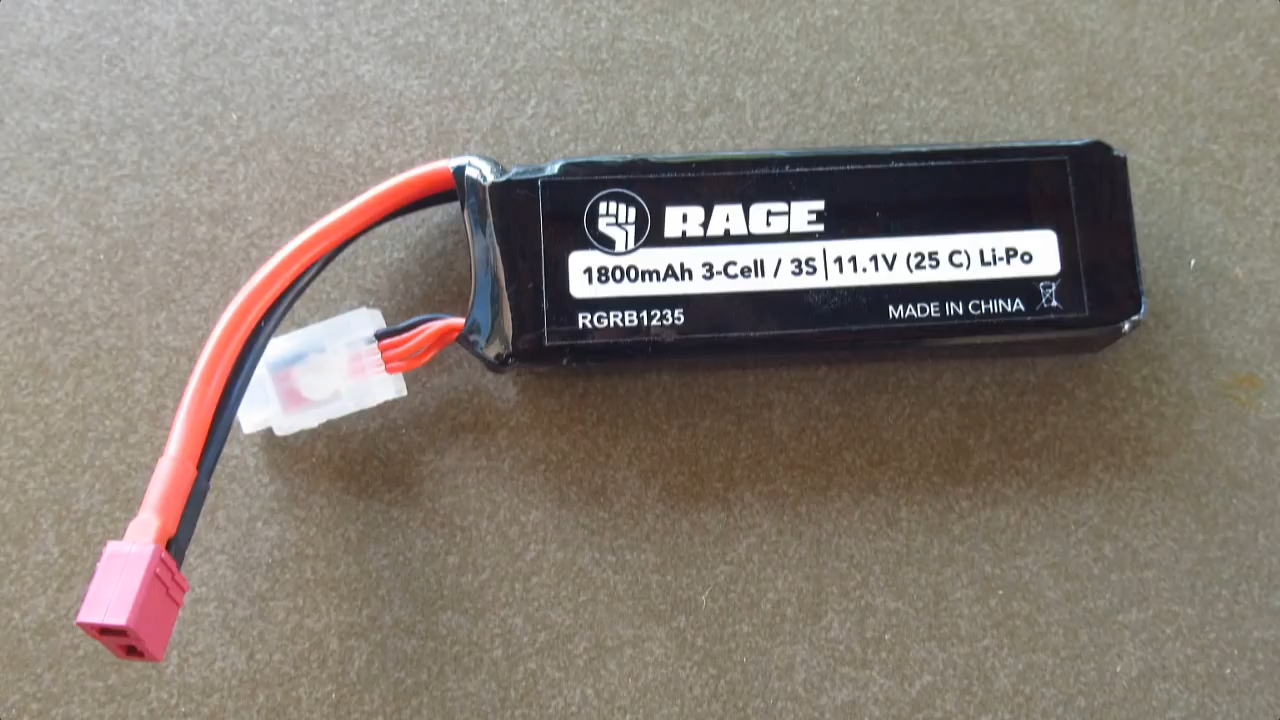 RAGE
1800mAh 3-Cell / 3S | 11.1V (25 C) Li-Po
RGRB1235
MADE IN CHINA